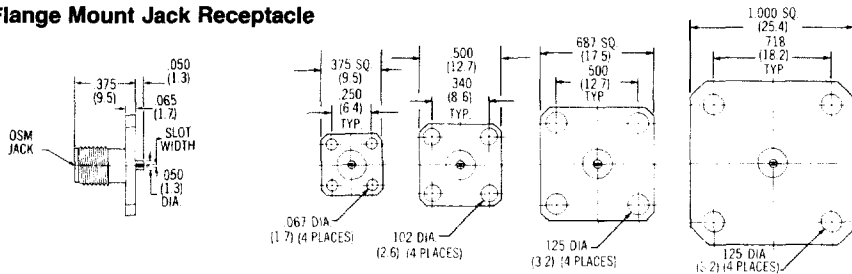 Flange Mount Jack Receptacle
.375
(9.5)
.050
(1.3)
.065
(1.7)
OSM
JACK
SLOT
WIDTH
.050
(1.3)
DIA.
.375 SQ.
(9.5)
.250
(6.4)
TYP.
.067 DIA
(1.7) (4 PLACES)
.500
(12.7)
.340
(8.6)
TYP.
102 DIA
(2.6) (4 PLACES)
.687 SQ.
(17.5)
.500
(12.7)
TYP
125 DIA
(3.2) (4 PLACES)
1.000 SQ.
(25.4)
.718
(18.2)
TYP
125 DIA
(3.2) (4 PLACES)